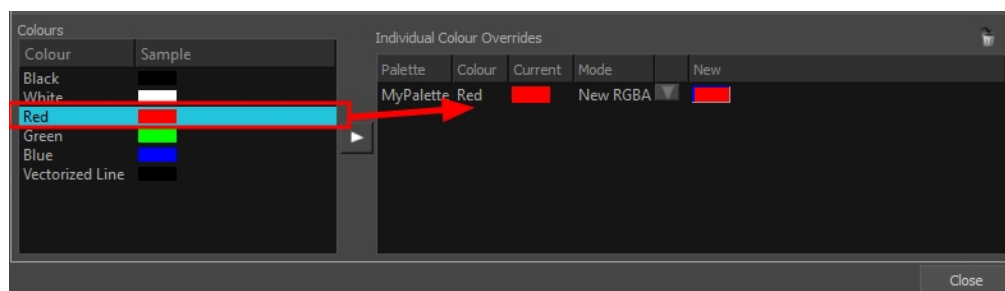 Colours
Colour Sample
Black
White
Red
Green
Blue
Vectorized Line
Individual Colour Overrides
Palette Colour Current Mode New
MyPalette Red New RGBA
Close